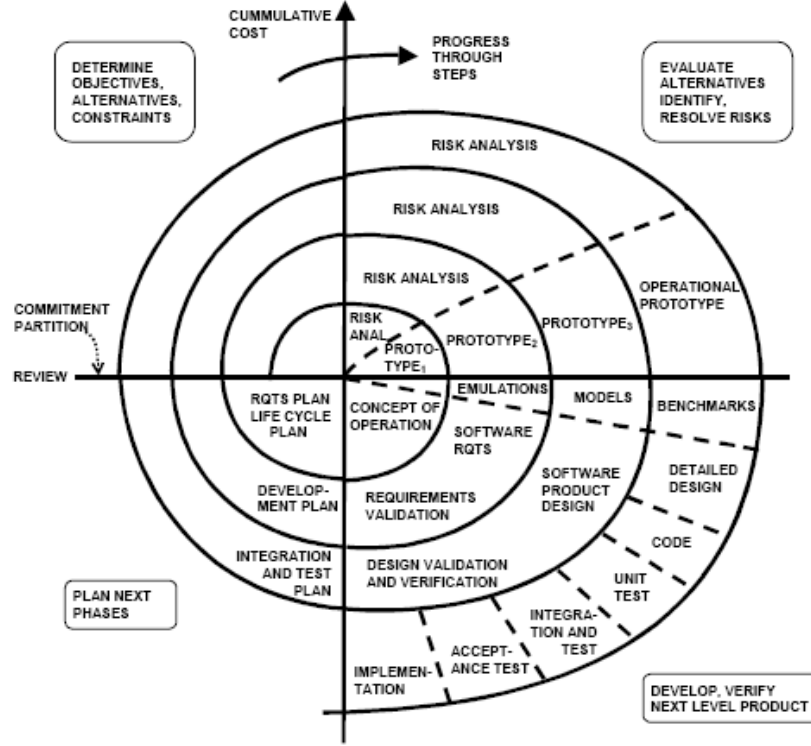 CUMMULATIVE
COST
PROGRESS
THROUGH
STEPS
DETERMINE
OBJECTIVES,
ALTERNATIVES,
CONSTRAINTS
EVALUATE
ALTERNATIVES
IDENTIFY,
RESOLVE RISKS
RISK ANALYSIS
RISK ANALYSIS
RISK ANALYSIS
RISK
ANAL.
PROTO-
TYPE1
PROTOTYPE2
PROTOTYPE3
OPERATIONAL
PROTOTYPE
COMMITMENT
PARTITION
REVIEW
RQTS PLAN
LIFE CYCLE
PLAN
CONCEPT OF
OPERATION
EMULATIONS
MODELS
BENCHMARKS
SOFTWARE
RQTS
SOFTWARE
PRODUCT
DESIGN
DETAILED
DESIGN
DEVELOP-
MENT PLAN
REQUIREMENTS
VALIDATION
CODE
INTEGRATION
AND TEST
PLAN
DESIGN VALIDATION
AND VERIFICATION
UNIT
TEST
PLAN NEXT
PHASES
INTEGRA-
TION AND
TEST
ACCEPT-
ANCE TEST
IMPLEMEN-
TATION
DEVELOP, VERIFY
NEXT LEVEL PRODUCT